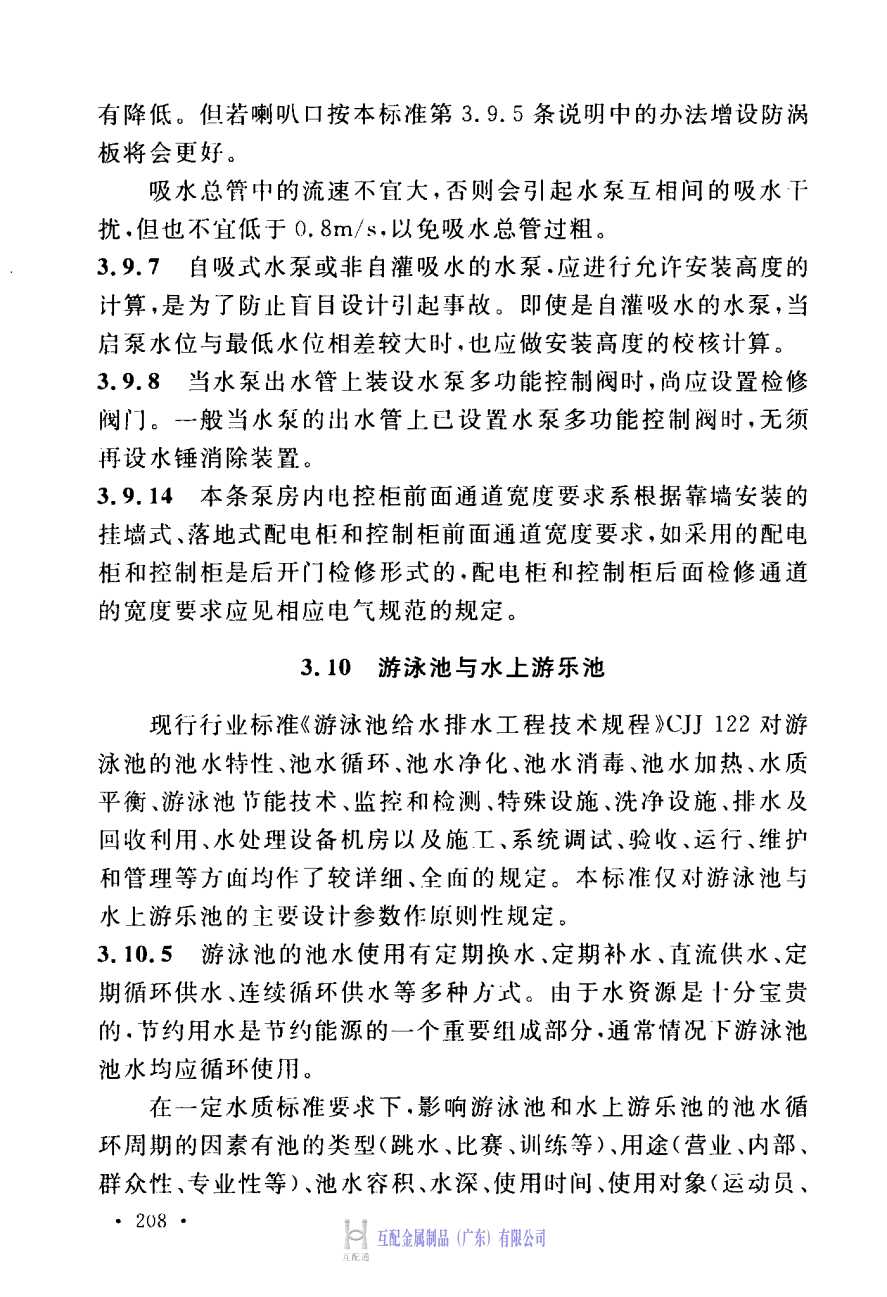 有降低。但若喇叭口按本标准第 3.9.5 条说明中的办法增设防涡
板将会更好。
吸水总管中的流速不宜大,否则会引起水泵互相间的吸水干
扰,但也不宜低于 0.8m/s,以免吸水总管过粗。
3.9.7 自吸式水泵或非自灌吸水的水泵,应进行允许安装高度的
计算,是为了防止盲目设计引起事故。即使是自灌吸水的水泵,当
启泵水位与最低水位相差较大时,也应做安装高度的校核计算。
3.9.8 当水泵出水管上装设水泵多功能控制阀时,尚应设置检修
阀门。一般当水泵的出水管上已设置水泵多功能控制阀时,无须
再设水锤消除装置。
3.9.14 本条泵房内电控柜前面通道宽度要求系根据靠墙安装的
挂墙式、落地式配电柜和控制柜前面通道宽度要求,如采用的配电
柜和控制柜是后开门检修形式的,配电柜和控制柜后面检修通道
的宽度要求应见相应电气规范的规定。
3.10 游泳池与水上游乐池
现行行业标准《游泳池给水排水工程技术规程》CJJ 122 对游
泳池的池水特性、池水循环、池水净化、池水消毒、池水加热、水质
平衡、游泳池节能技术、监控和检测、特殊设施、洗净设施、排水及
回收利用、水处理设备机房以及施工、系统调试、验收、运行、维护
和管理等方面均作了较详细、全面的规定。本标准仅对游泳池与
水上游乐池的主要设计参数作原则性规定。
3.10.5 游泳池的池水使用有定期换水、定期补水、直流供水、定
期循环供水、连续循环供水等多种方式。由于水资源是十分宝贵
的,节约用水是节约能源的一个重要组成部分,通常情况下游泳池
池水均应循环使用。
在一定水质标准要求下,影响游泳池和水上游乐池的池水循
环周期的因素有池的类型(跳水、比赛、训练等)、用途(营业、内部、
群众性、专业性等)、池水容积、水深、使用时间、使用对象(运动员、
• 208 •
互配金属制品(广东)有限公司
互配通